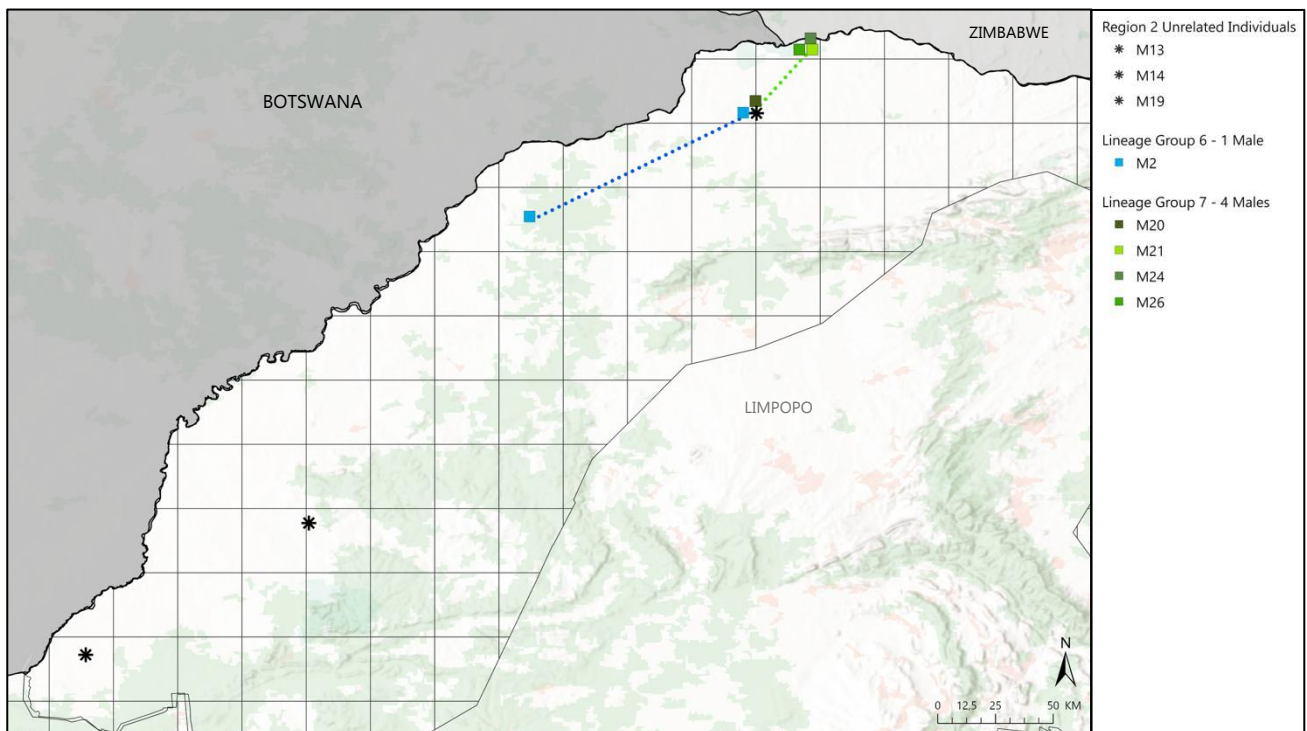 BOTSWANA
ZIMBABWE
LIMPOPO
N
0 12,5 25 50 KM
Region 2 Unrelated Individuals
M13
M14
M19
Lineage Group 6 - 1 Male
M2
Lineage Group 7 - 4 Males
M20
M21
M24
M26